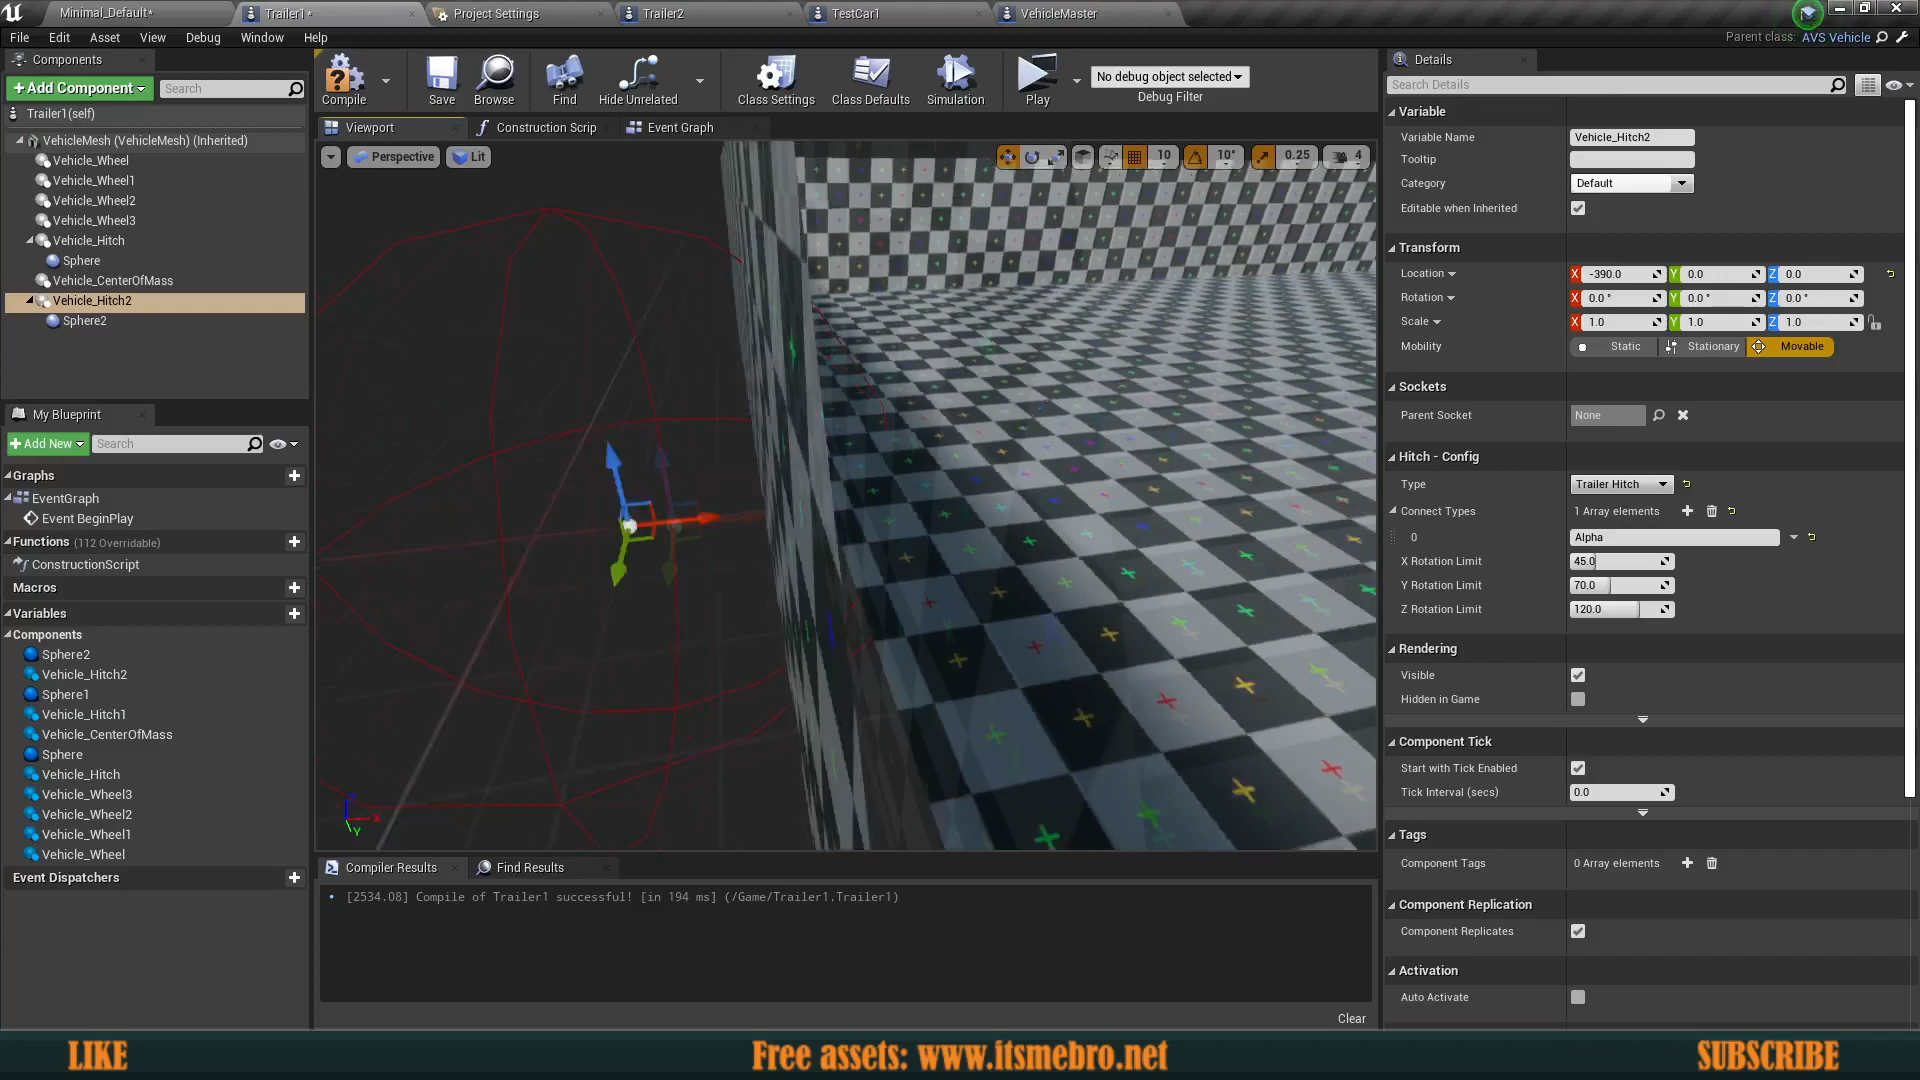 Minimal_Default*
Trailer1*
Project Settings
Trailer2
TestCar1
VehicleMaster
File Edit Asset View Debug Window Help
Parent class: AVS Vehicle
Components
+Add Component
Search
Trailer1(self)
VehicleMesh (VehicleMesh) (Inherited)
Vehicle_Wheel
Vehicle_Wheel1
Vehicle_Wheel2
Vehicle_Wheel3
Vehicle_Hitch
Sphere
Vehicle_CenterOfMass
Vehicle_Hitch2
Sphere2
My Blueprint
+Add New
Search
Graphs
EventGraph
Event BeginPlay
Functions (112 Overridable)
ConstructionScript
Macros
Variables
Components
Sphere2
Vehicle_Hitch2
Sphere1
Vehicle_Hitch1
Vehicle_CenterOfMass
Sphere
Vehicle_Hitch
Vehicle_Wheel3
Vehicle_Wheel2
Vehicle_Wheel1
Vehicle_Wheel
Event Dispatchers
Compile
Save
Browse
Find
Hide Unrelated
Class Settings
Class Defaults
Simulation
Play
No debug object selected
Debug Filter
Viewport
Construction Scrip
Event Graph
Perspective
Lit
10
10°
0.25
4
Z
X
Y
Compiler Results
Find Results
• [2534.08] Compile of Trailer1 successful! [in 194 ms] (/Game/Trailer1.Trailer1)
Clear
Details
Search Details
Variable
Variable Name Vehicle_Hitch2
Tooltip
Category Default
Editable when Inherited
Transform
Location X -390.0 Y 0.0 Z 0.0
Rotation X 0.0 ° Y 0.0 ° Z 0.0 °
Scale X 1.0 Y 1.0 Z 1.0
Mobility Static Stationary Movable
Sockets
Parent Socket None
Hitch - Config
Type Trailer Hitch
Connect Types 1 Array elements
0 Alpha
X Rotation Limit 45.0
Y Rotation Limit 70.0
Z Rotation Limit 120.0
Rendering
Visible
Hidden in Game
Component Tick
Start with Tick Enabled
Tick Interval (secs) 0.0
Tags
Component Tags 0 Array elements
Component Replication
Component Replicates
Activation
Auto Activate
LIKE
Free assets: www.itsmebro.net
SUBSCRIBE